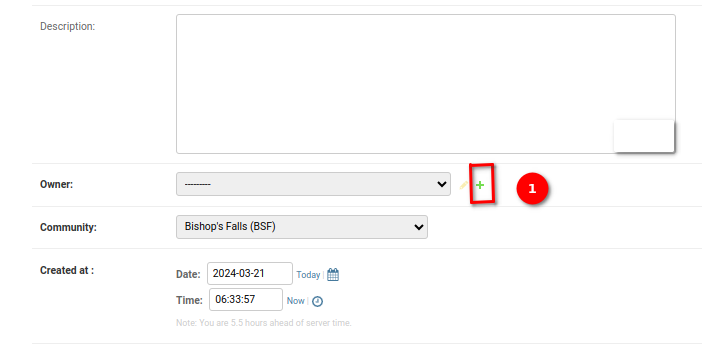 Description:
Owner: ---------
1
Community: Bishop's Falls (BSF)
Created at :
Date: 2024-03-21 Today |
Time: 06:33:57 Now |
Note: You are 5.5 hours ahead of server time.